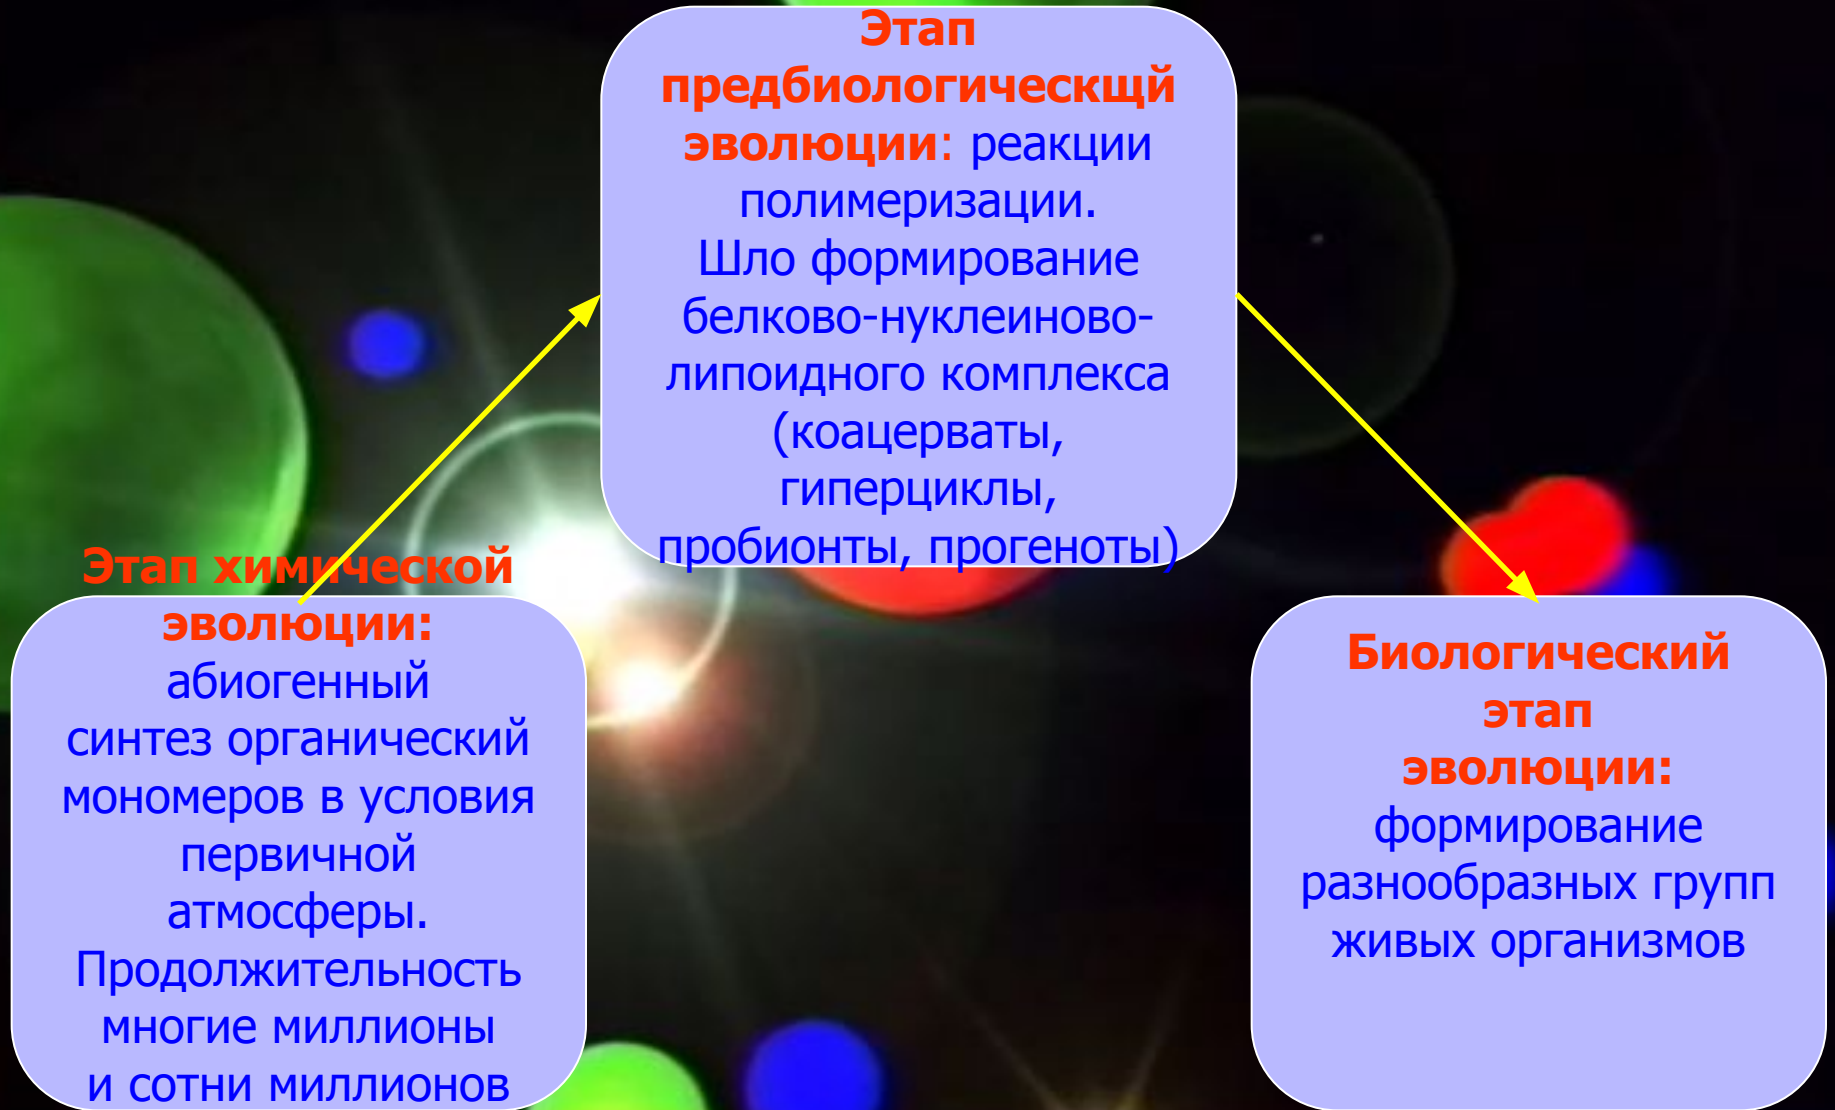 Этап
предбиологическщй
эволюции: реакции
полимеризации.
Шло формирование
белково-нуклеиново-
липоидного комплекса
(коацерваты,
гиперциклы,
пробионты, прогеноты)
Этап химической
эволюции:
абиогенный
синтез органический
мономеров в условия
первичной
атмосферы.
Продолжительность
многие миллионы
и сотни миллионов
Биологический
этап
эволюции:
формирование
разнообразных групп
живых организмов